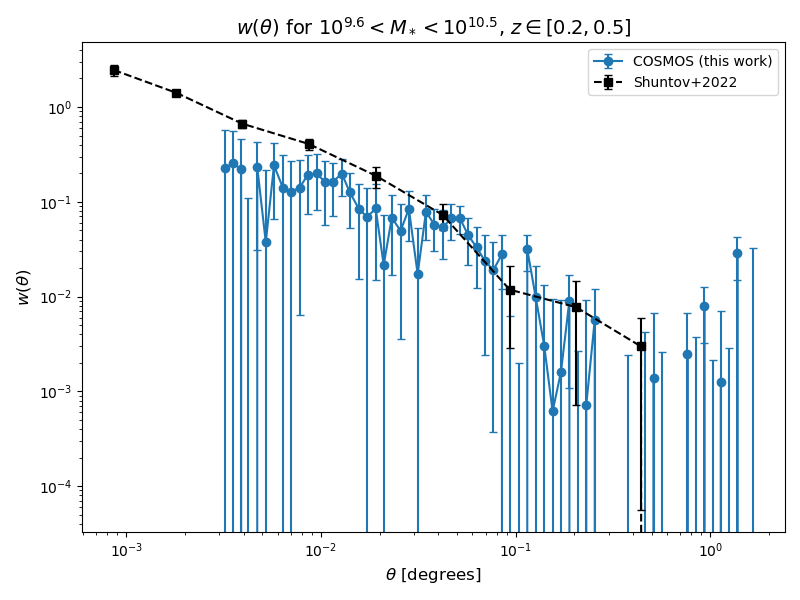 w(θ) for 10^9.6 < M_* < 10^10.5, z ∈ [0.2, 0.5]
COSMOS (this work)
Shuntov+2022
w(θ)
10^0
10^−1
10^−2
10^−3
10^−4
10^−3
10^−2
10^−1
10^0
θ [degrees]